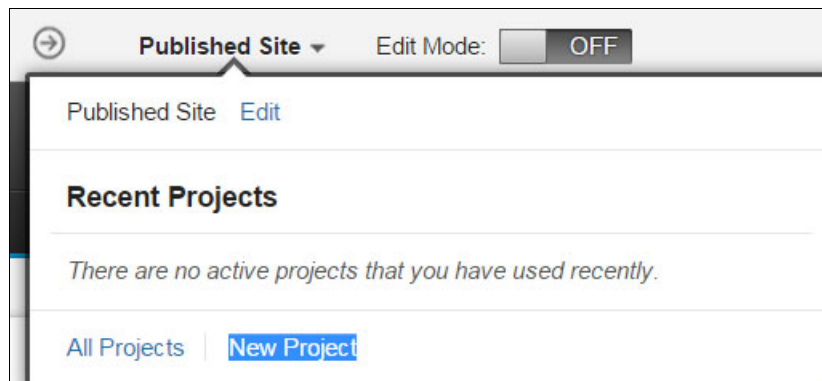 Published Site Edit Mode: OFF
Published Site Edit
Recent Projects
There are no active projects that you have used recently.
All Projects New Project